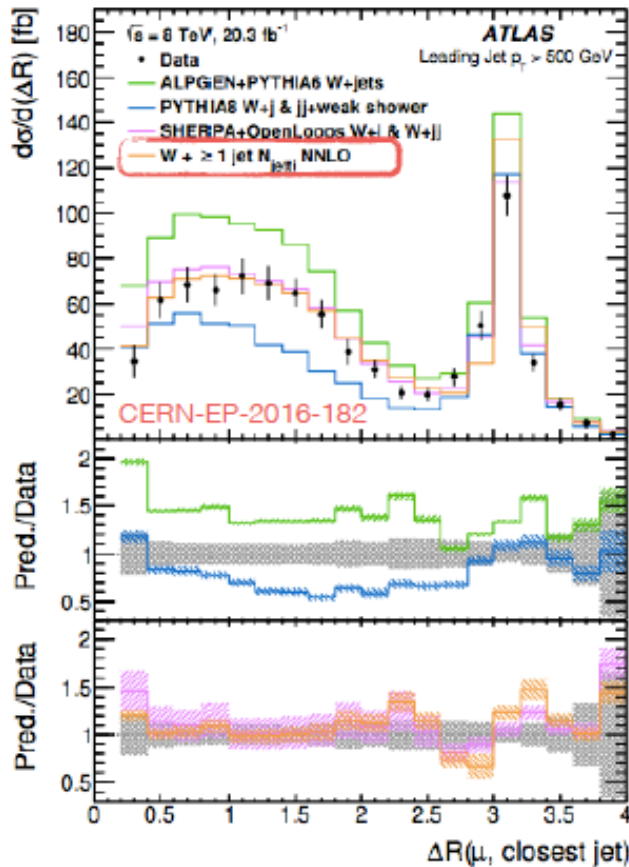 dσ/d(ΔR) [fb]
√s = 8 TeV, 20.3 fb⁻¹
ATLAS
Leading Jet p_T > 500 GeV
Data
ALPGEN+PYTHIA6 W+jets
PYTHIA8 W+j & jj+weak shower
SHERPA+OpenLoops W+j & W+jj
W + ≥ 1 jet N_jetti NNLO
180
160
140
120
100
80
60
40
20
CERN-EP-2016-182
Pred./Data
2
1.5
1
0.5
Pred./Data
2
1.5
1
0.5
0 0.5 1 1.5 2 2.5 3 3.5 4
ΔR(μ, closest jet)